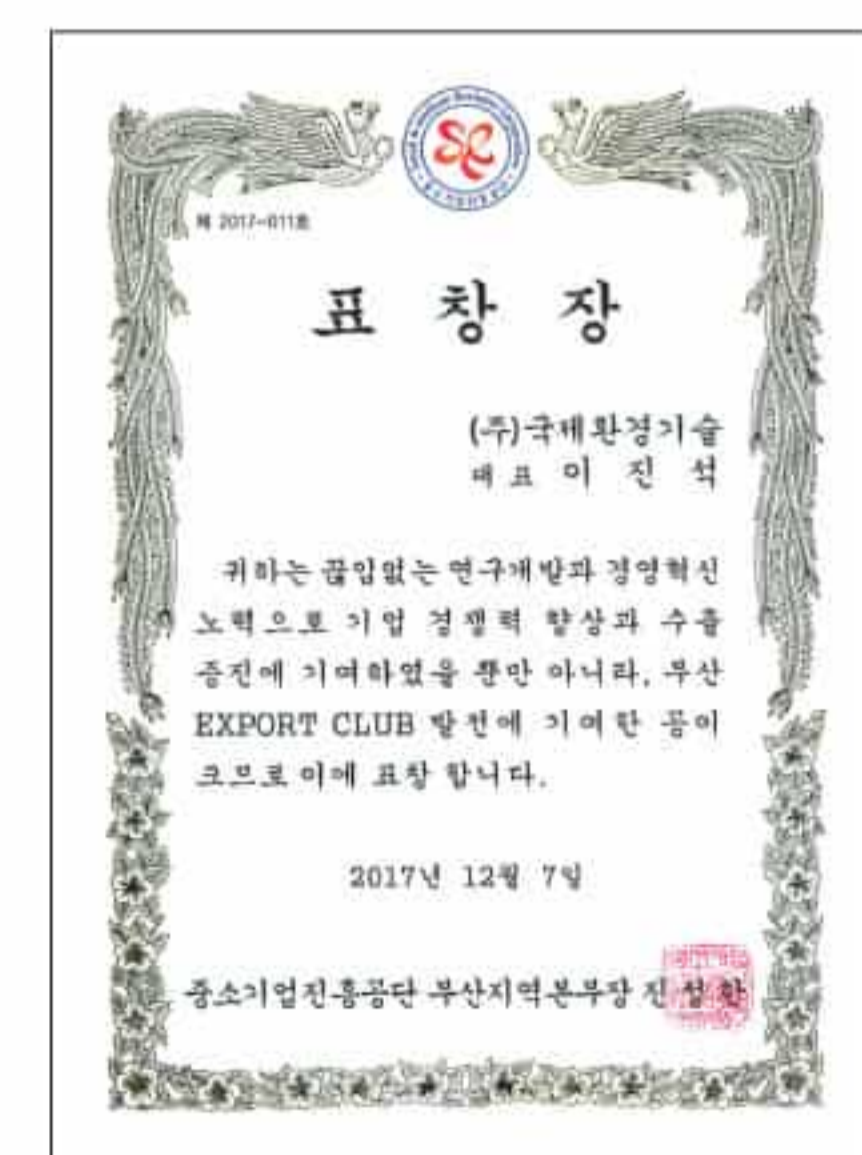 제 2017-011호
표 창 장
(주)국제환경기술
대표 이 진 석
귀하는 끊임없는 연구개발과 경영혁신
노력으로 기업 경쟁력 향상과 수출
증진에 기여하였을 뿐만 아니라, 부산
EXPORT CLUB 발전에 기여한 공이
크므로 이에 표창 합니다.
2017년 12월 7일
중소기업진흥공단 부산지역본부장 진 성 한